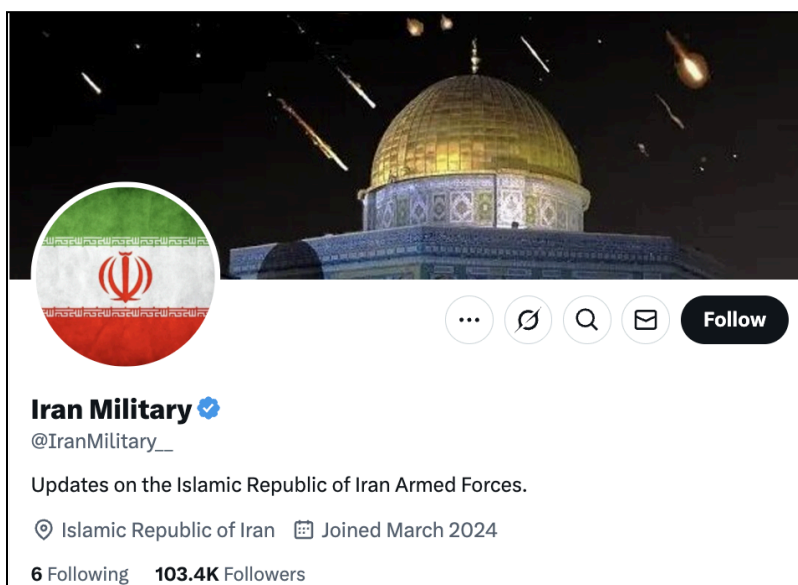 Follow
Iran Military
@IranMilitary__
Updates on the Islamic Republic of Iran Armed Forces.
Islamic Republic of Iran Joined March 2024
6 Following 103.4K Followers